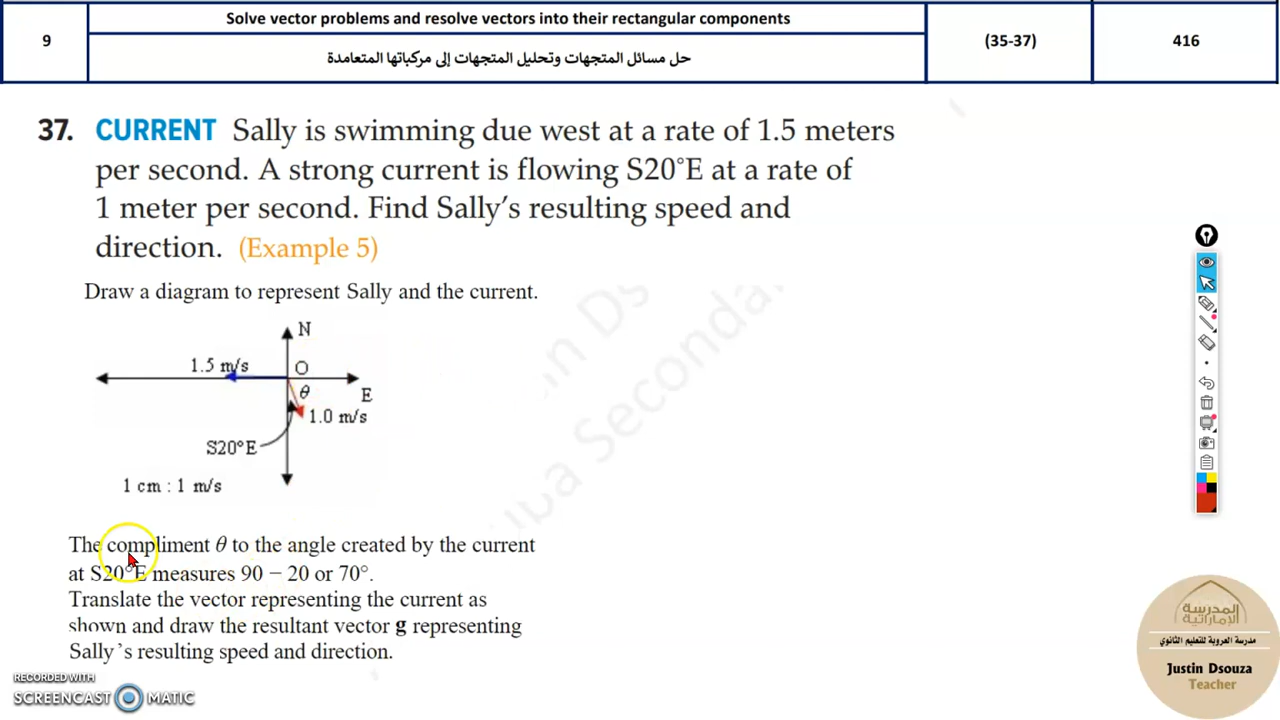 9
Solve vector problems and resolve vectors into their rectangular components
حل مسائل المتجهات وتحليل المتجهات إلى مركباتها المتعامدة
(35-37)
416
37. CURRENT Sally is swimming due west at a rate of 1.5 meters
per second. A strong current is flowing S20°E at a rate of
1 meter per second. Find Sally's resulting speed and
direction. (Example 5)
Draw a diagram to represent Sally and the current.
N
1.5 m/s
O
θ
E
1.0 m/s
S20°E
1 cm : 1 m/s
The compliment θ to the angle created by the current
at S20°E measures 90 − 20 or 70°.
Translate the vector representing the current as
shown and draw the resultant vector g representing
Sally's resulting speed and direction.
RECORDED WITH
SCREENCAST MATIC
المدرسة
الإماراتية
مدرسة العروبة للتعليم الثانوي
Justin Dsouza
Teacher